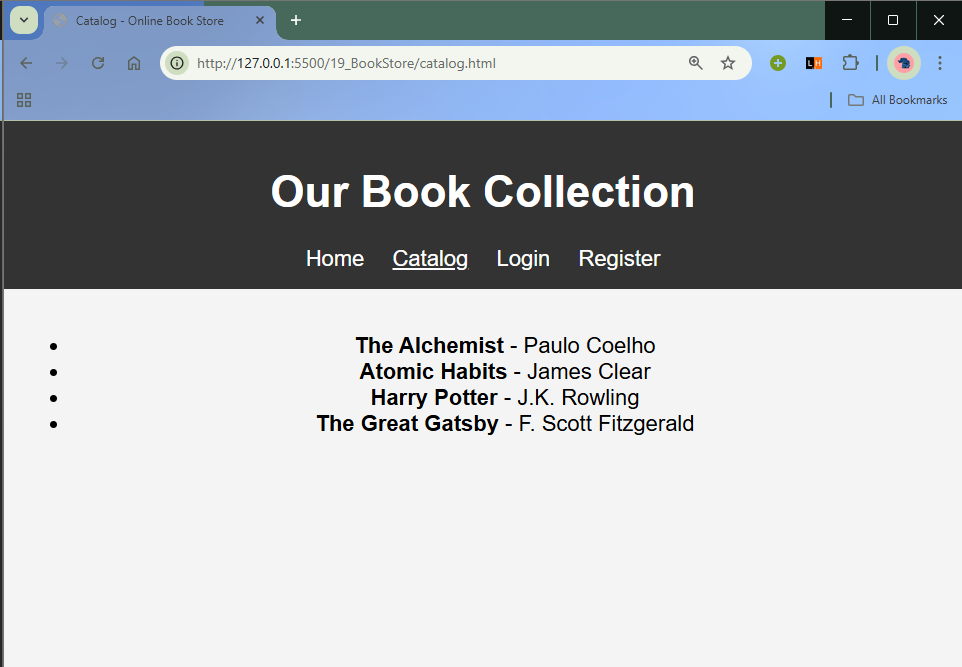 Catalog - Online Book Store
http://127.0.0.1:5500/19_BookStore/catalog.html
LH
All Bookmarks
Our Book Collection
Home Catalog Login Register
• The Alchemist - Paulo Coelho
• Atomic Habits - James Clear
• Harry Potter - J.K. Rowling
• The Great Gatsby - F. Scott Fitzgerald